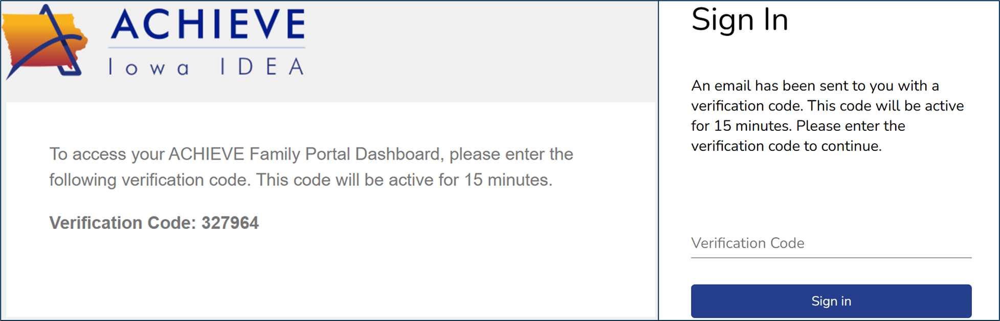 ACHIEVE
Iowa IDEA
To access your ACHIEVE Family Portal Dashboard, please enter the
following verification code. This code will be active for 15 minutes.
Verification Code: 327964
Sign In
An email has been sent to you with a
verification code. This code will be active
for 15 minutes. Please enter the
verification code to continue.
Verification Code
Sign in